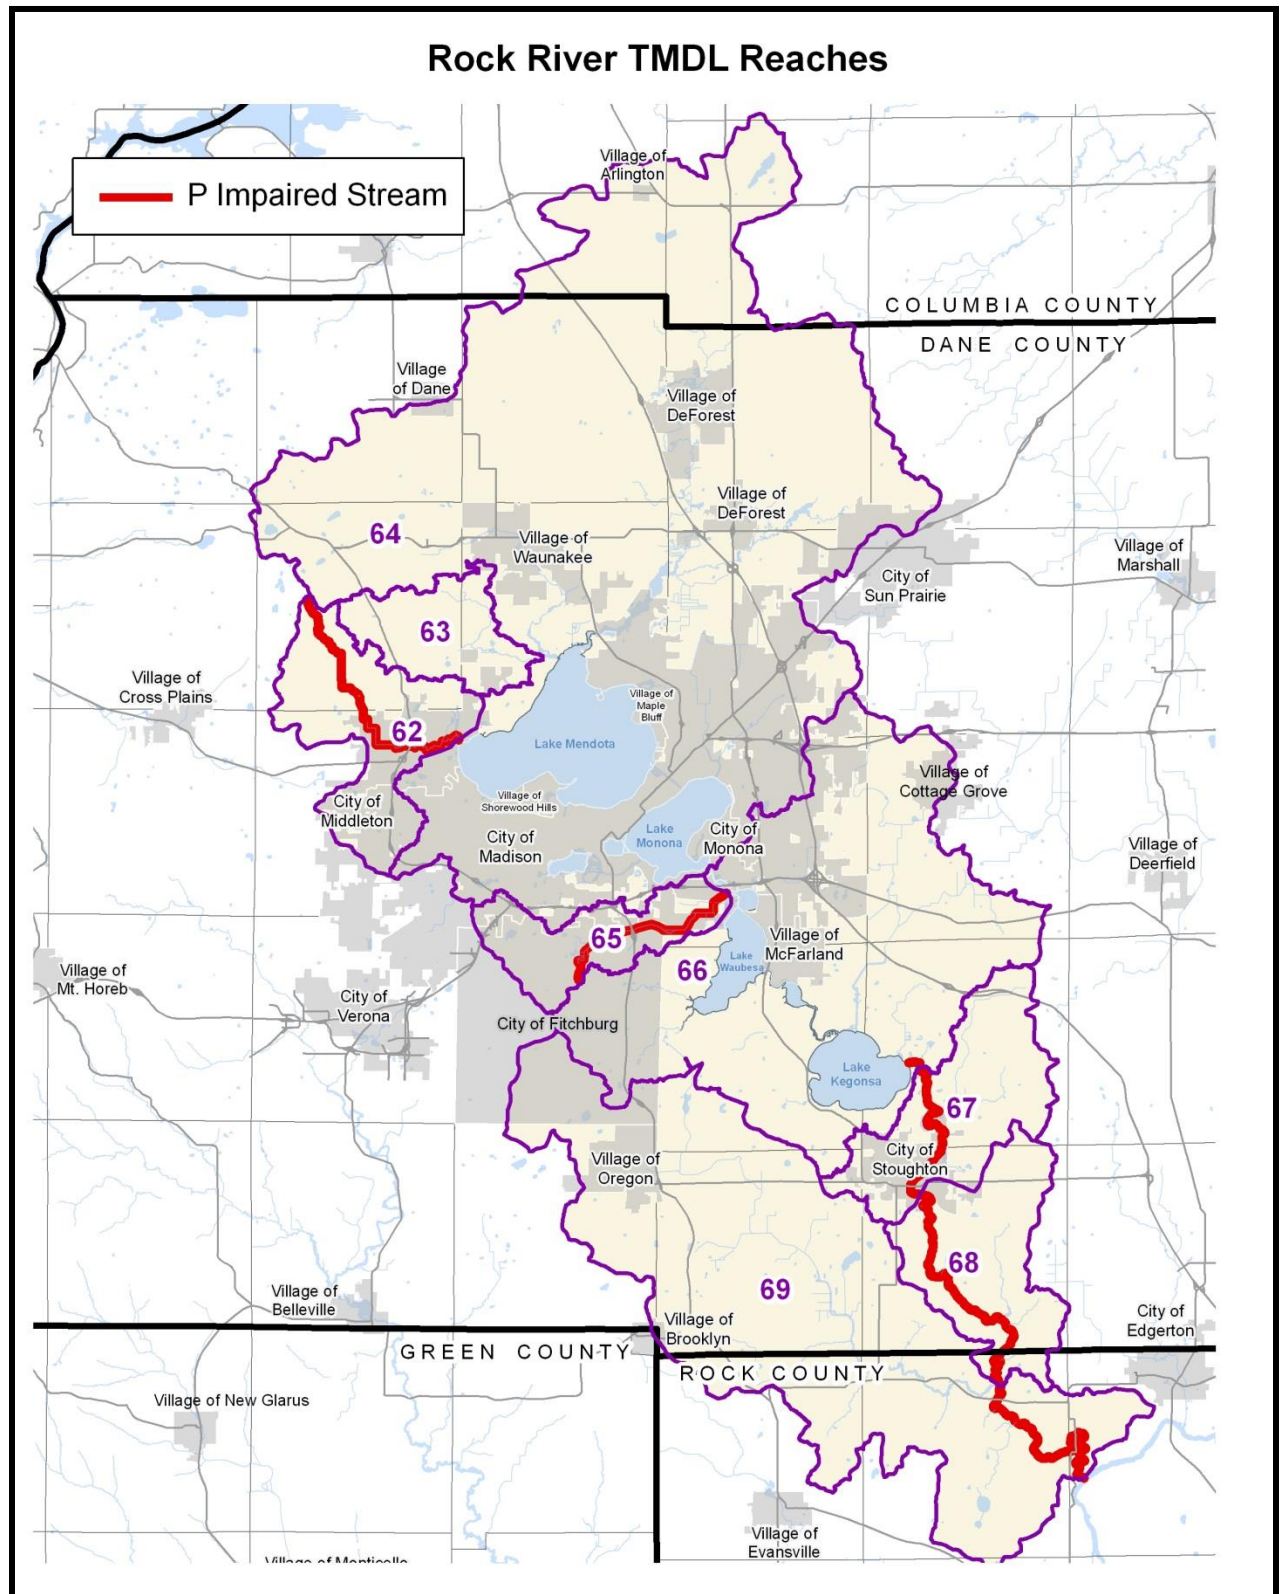 Rock River TMDL Reaches
P Impaired Stream
Village of
Arlington
COLUMBIA COUNTY
DANE COUNTY
Village
of Dane
Village of
DeForest
Village of
DeForest
64
Village of
Waunakee
Village of
Marshall
City of
Sun Prairie
63
Village of
Cross Plains
Village of
Maple
Bluff
62
Lake Mendota
Village of
Cottage Grove
Village of
Shorewood Hills
City of
Middleton
City of
Madison
Lake
Monona
City of
Monona
Village of
Deerfield
65
Village of
McFarland
66
Lake
Waubesa
Village of
Mt. Horeb
City of
Verona
City of Fitchburg
Lake
Kegonsa
67
City of
Stoughton
Village of
Oregon
68
69
Village of
Belleville
Village of
Brooklyn
City of
Edgerton
GREEN COUNTY
ROCK COUNTY
Village of New Glarus
Village of
Evansville
Village of Monticello